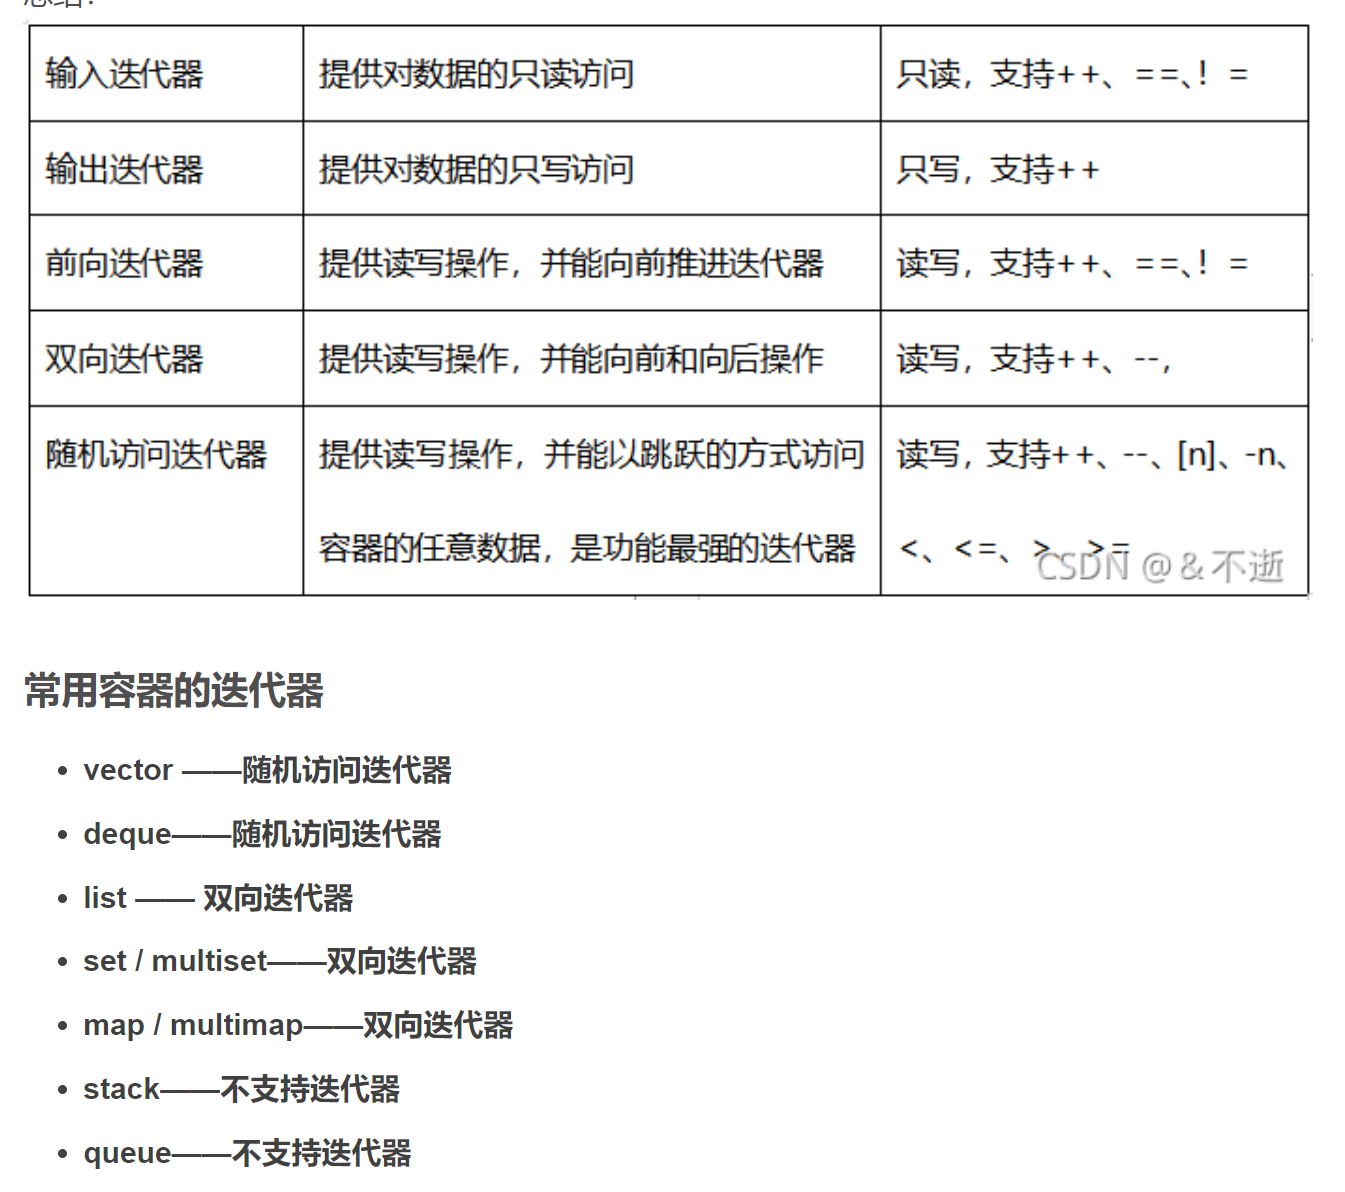 总结：
输入迭代器 提供对数据的只读访问 只读，支持++、==、！=
输出迭代器 提供对数据的只写访问 只写，支持++
前向迭代器 提供读写操作，并能向前推进迭代器 读写，支持++、==、！=
双向迭代器 提供读写操作，并能向前和向后操作 读写，支持++、--，
随机访问迭代器 提供读写操作，并能以跳跃的方式访问 读写，支持++、--、[n]、-n、
容器的任意数据，是功能最强的迭代器 <、<=、>、>=
CSDN @＆不逝
常用容器的迭代器
• vector ——随机访问迭代器
• deque——随机访问迭代器
• list —— 双向迭代器
• set / multiset——双向迭代器
• map / multimap——双向迭代器
• stack——不支持迭代器
• queue——不支持迭代器